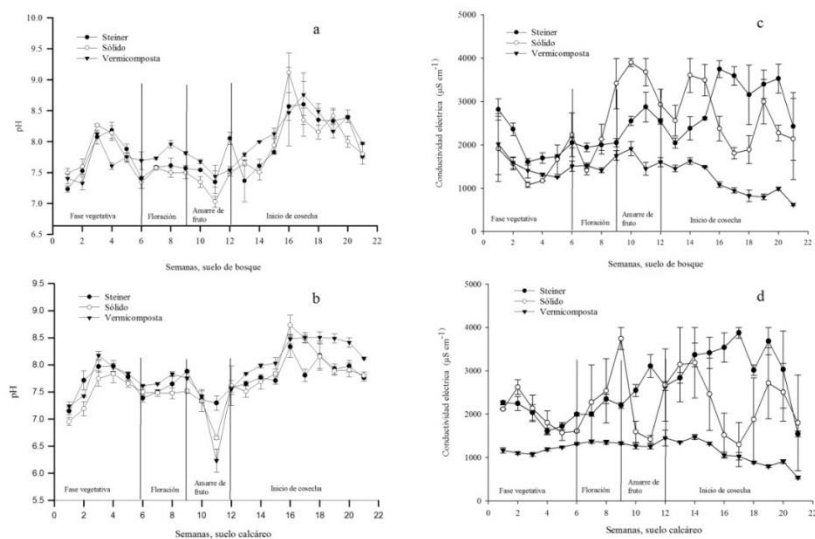 a
10.0
9.5
9.0
8.5
8.0
7.5
7.0
6.5
pH
Steiner
Sólido
Vermicomposta
Fase vegetativa
Floración
Amarre de
fruto
Inicio de cosecha
0 2 4 6 8 10 12 14 16 18 20 22
Semanas, suelo de bosque
c
5000
4000
3000
2000
1000
0
Conductividad eléctrica (µS cm⁻¹)
Steiner
Sólido
Vermicomposta
Fase vegetativa
Floración
Amarre de
fruto
Inicio de cosecha
0 2 4 6 8 10 12 14 16 18 20 22
Semanas, suelo de bosque
b
9.5
9.0
8.5
8.0
7.5
7.0
6.5
6.0
5.5
pH
Steiner
Sólido
Vermicomposta
Fase vegetativa
Floración
Amarre de
fruto
Inicio de cosecha
0 2 4 6 8 10 12 14 16 18 20 22
Semanas, suelo calcáreo
d
5000
4000
3000
2000
1000
0
Conductividad eléctrica (µS cm⁻¹)
Steiner
Sólido
Vermicomposta
Fase vegetativa
Floración
Amarre de
fruto
Inicio de cosecha
0 2 4 6 8 10 12 14 16 18 20 22
Semanas, suelo calcáreo